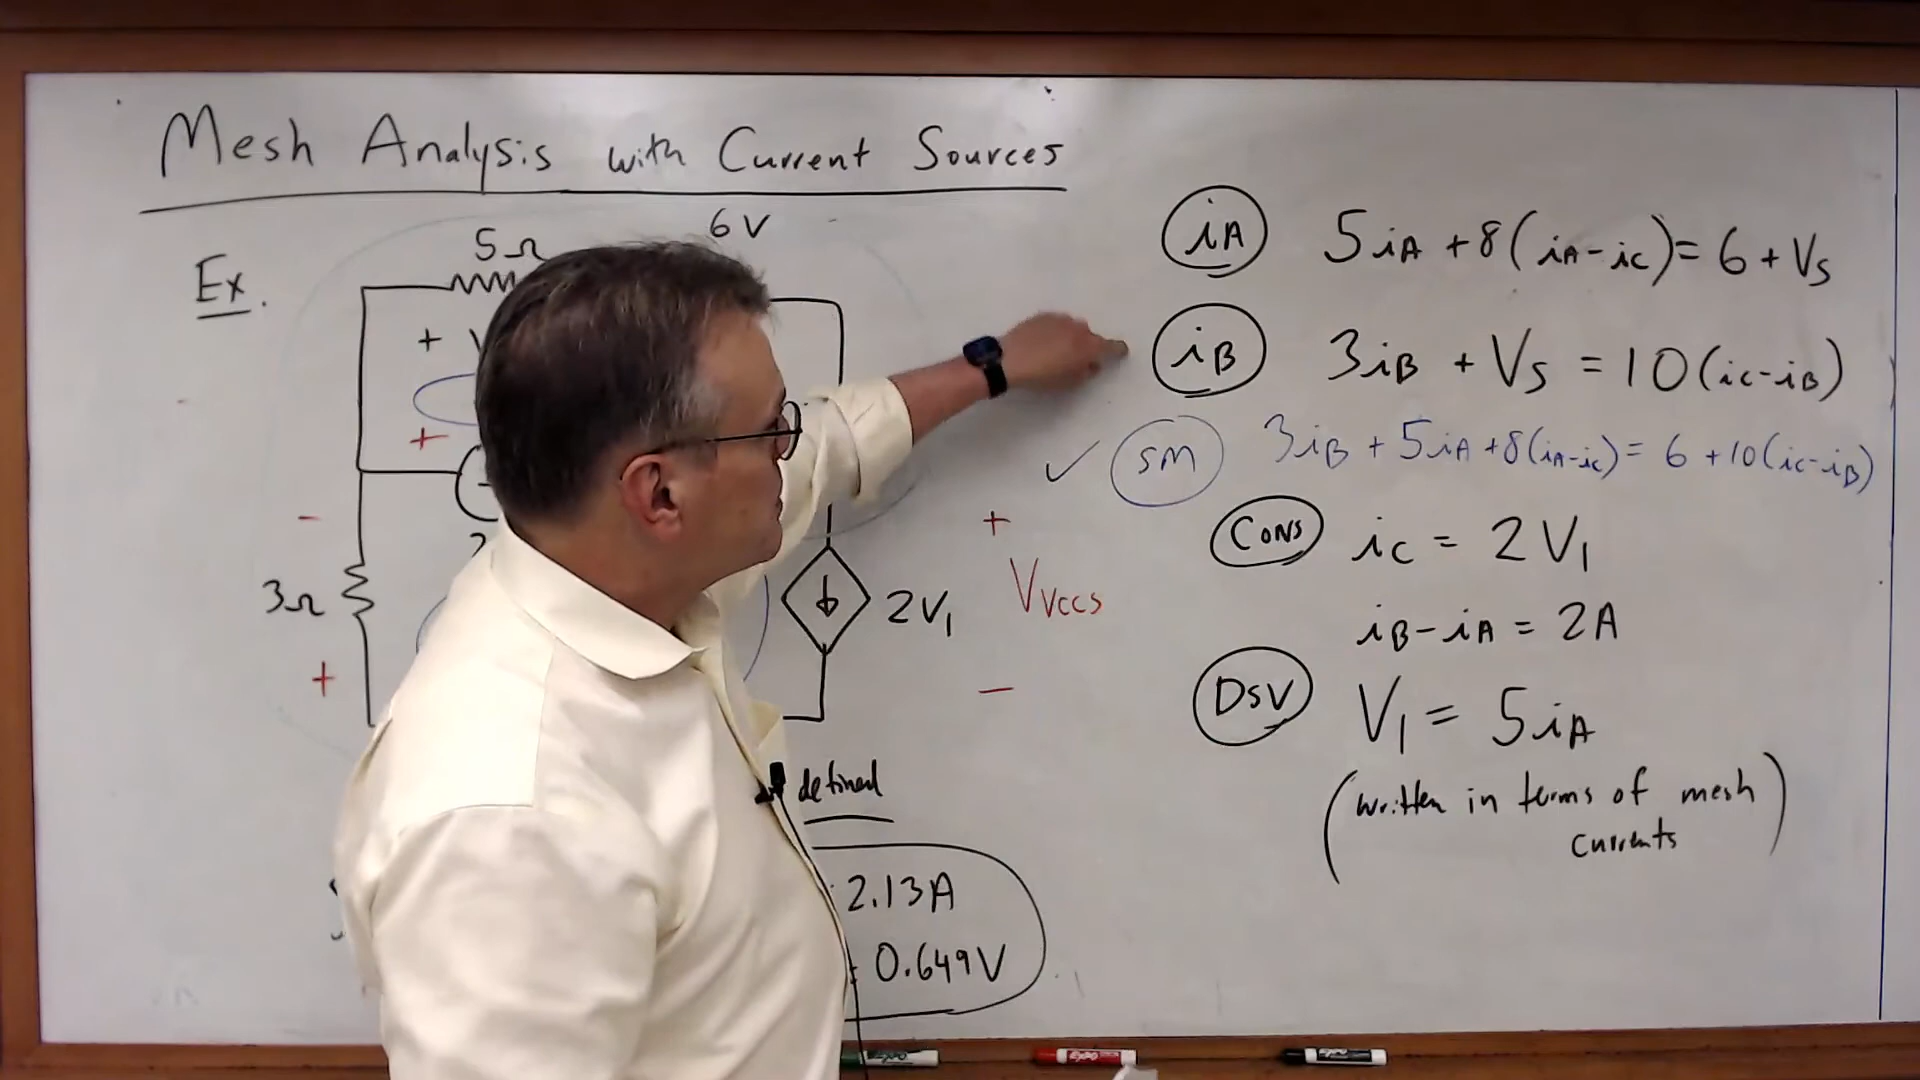 Mesh Analysis with Current Sources
Ex.
5Ω
6V
+
+
-
3Ω
+
2V₁
+
Vvccs
-
defined
2.13A
0.649V
iA 5iA + 8(iA-iC) = 6 + Vs
iB 3iB + Vs = 10(iC-iB)
✓ SM 3iB + 5iA + 8(iA-iC) = 6 + 10(iC-iB)
Cons iC = 2V₁
iB-iA = 2A
DSV V₁ = 5iA
(written in terms of mesh
currents)